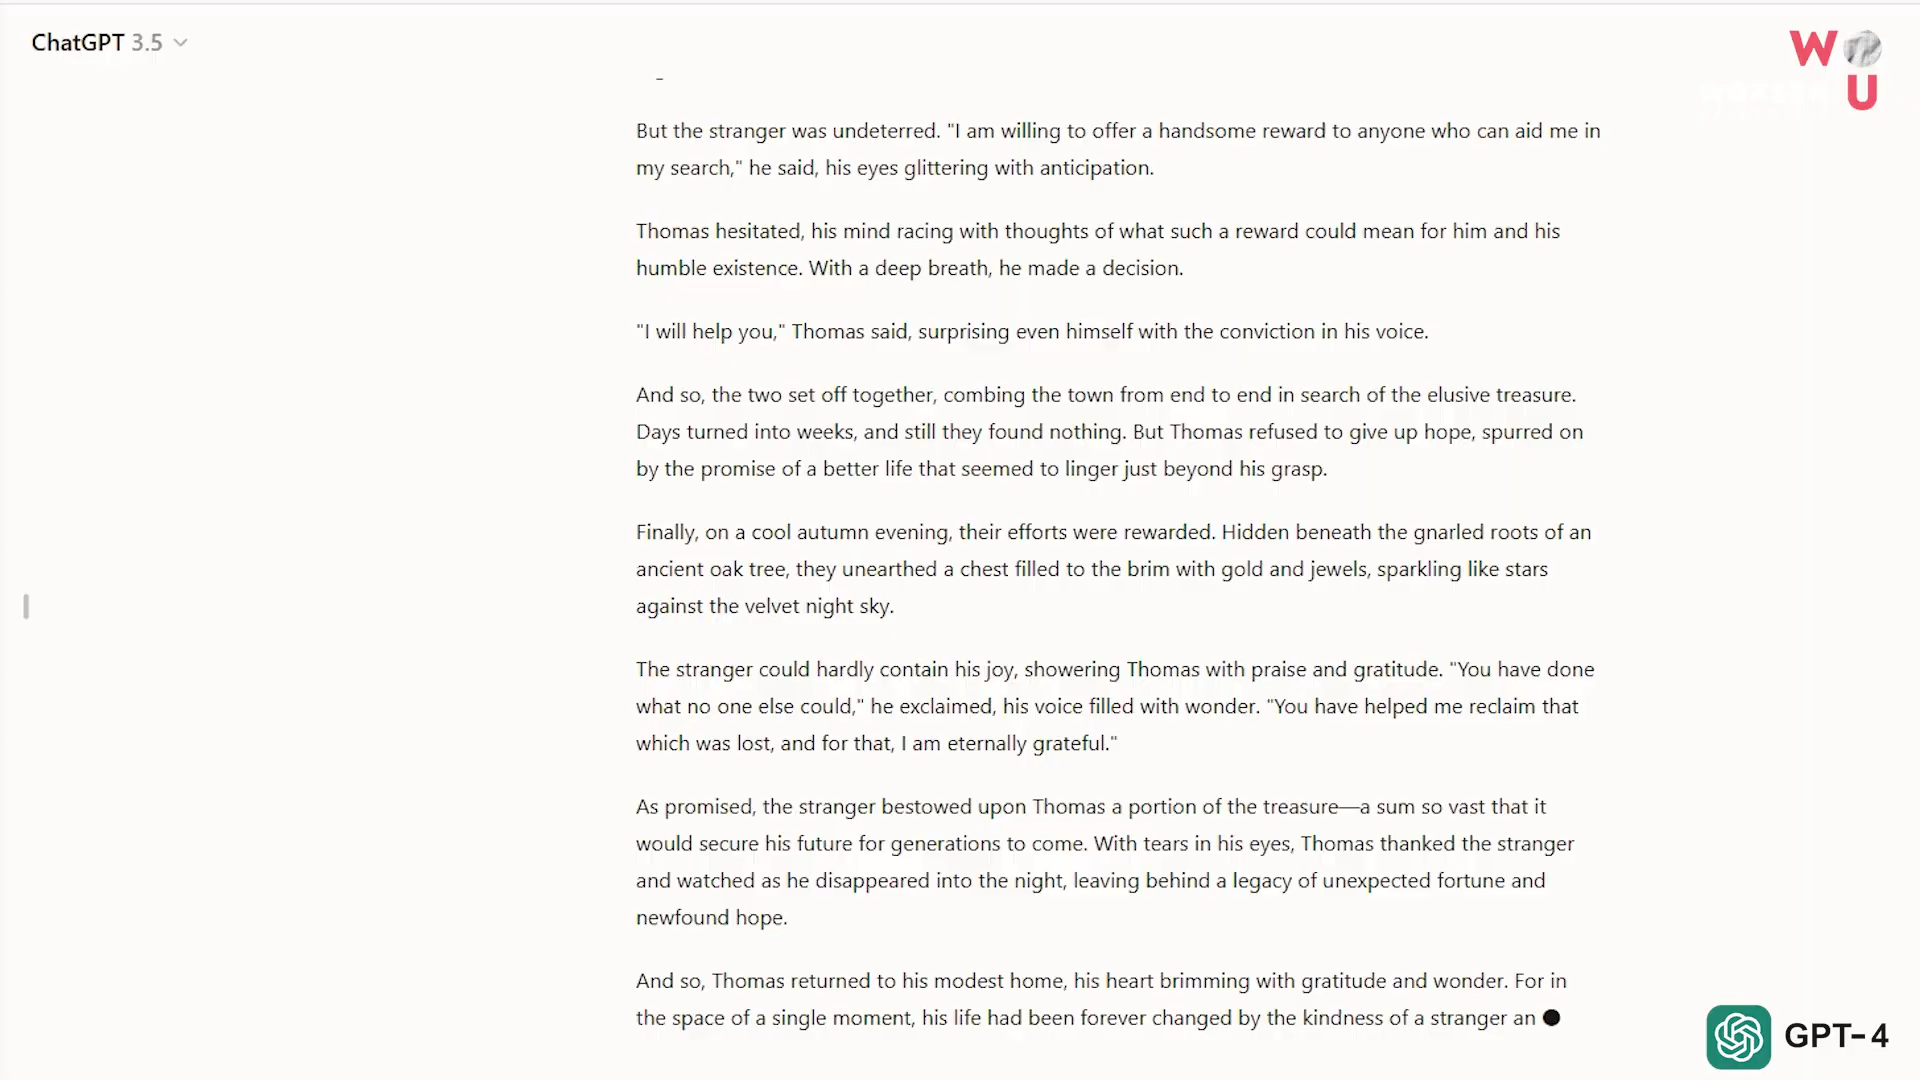 ChatGPT 3.5
W
U
But the stranger was undeterred. "I am willing to offer a handsome reward to anyone who can aid me in
my search," he said, his eyes glittering with anticipation.
Thomas hesitated, his mind racing with thoughts of what such a reward could mean for him and his
humble existence. With a deep breath, he made a decision.
"I will help you," Thomas said, surprising even himself with the conviction in his voice.
And so, the two set off together, combing the town from end to end in search of the elusive treasure.
Days turned into weeks, and still they found nothing. But Thomas refused to give up hope, spurred on
by the promise of a better life that seemed to linger just beyond his grasp.
Finally, on a cool autumn evening, their efforts were rewarded. Hidden beneath the gnarled roots of an
ancient oak tree, they unearthed a chest filled to the brim with gold and jewels, sparkling like stars
against the velvet night sky.
The stranger could hardly contain his joy, showering Thomas with praise and gratitude. "You have done
what no one else could," he exclaimed, his voice filled with wonder. "You have helped me reclaim that
which was lost, and for that, I am eternally grateful."
As promised, the stranger bestowed upon Thomas a portion of the treasure—a sum so vast that it
would secure his future for generations to come. With tears in his eyes, Thomas thanked the stranger
and watched as he disappeared into the night, leaving behind a legacy of unexpected fortune and
newfound hope.
And so, Thomas returned to his modest home, his heart brimming with gratitude and wonder. For in
the space of a single moment, his life had been forever changed by the kindness of a stranger an
GPT-4